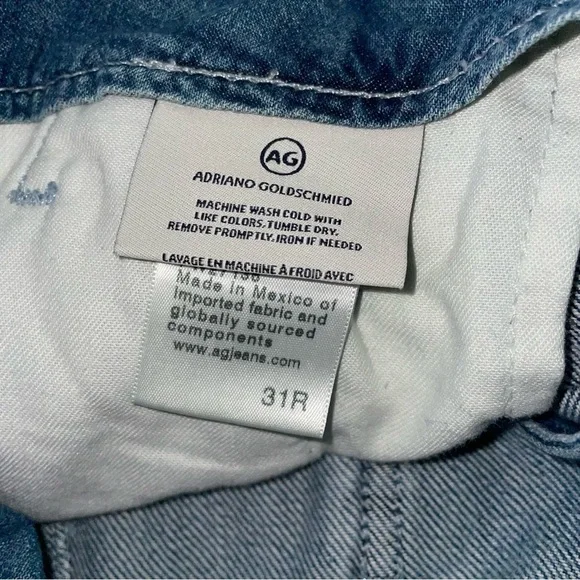 AG
ADRIANO GOLDSCHMIED
MACHINE WASH COLD WITH
LIKE COLORS, TUMBLE DRY.
REMOVE PROMPTLY, IRON IF NEEDED
LAVAGE EN MACHINE À FROID AVEC
Made in Mexico of
Imported fabric and
globally sourced
components
www.agjeans.com
31R